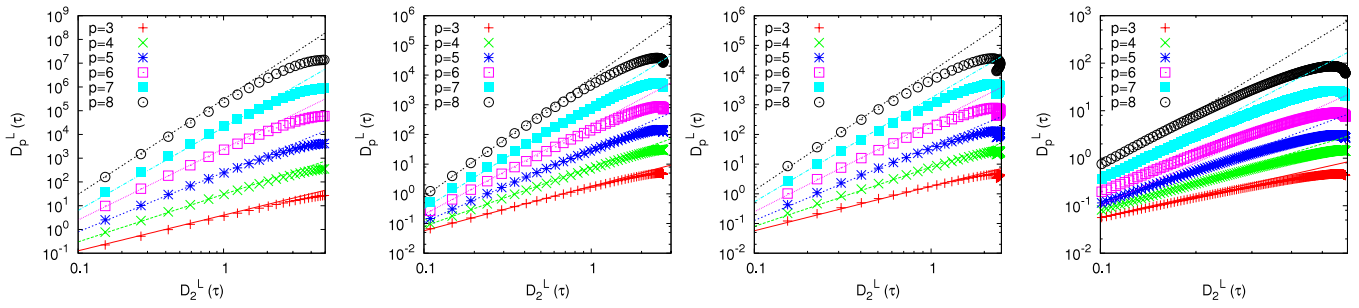 10^9
10^8
10^7
10^6
10^5
10^4
10^3
10^2
10^1
10^0
10^-1
D_p^L (τ)
p=3
p=4
p=5
p=6
p=7
p=8
0.1
1
D_2^L (τ)
10^6
10^5
10^4
10^3
10^2
10^1
10^0
10^-1
10^-2
D_p^L (τ)
p=3
p=4
p=5
p=6
p=7
p=8
0.1
1
D_2^L (τ)
10^6
10^5
10^4
10^3
10^2
10^1
10^0
10^-1
10^-2
D_p^L (τ)
p=3
p=4
p=5
p=6
p=7
p=8
0.1
1
D_2^L (τ)
10^3
10^2
10^1
10^0
10^-1
10^-2
D_p^L (τ)
p=3
p=4
p=5
p=6
p=7
p=8
0.1
D_2^L (τ)